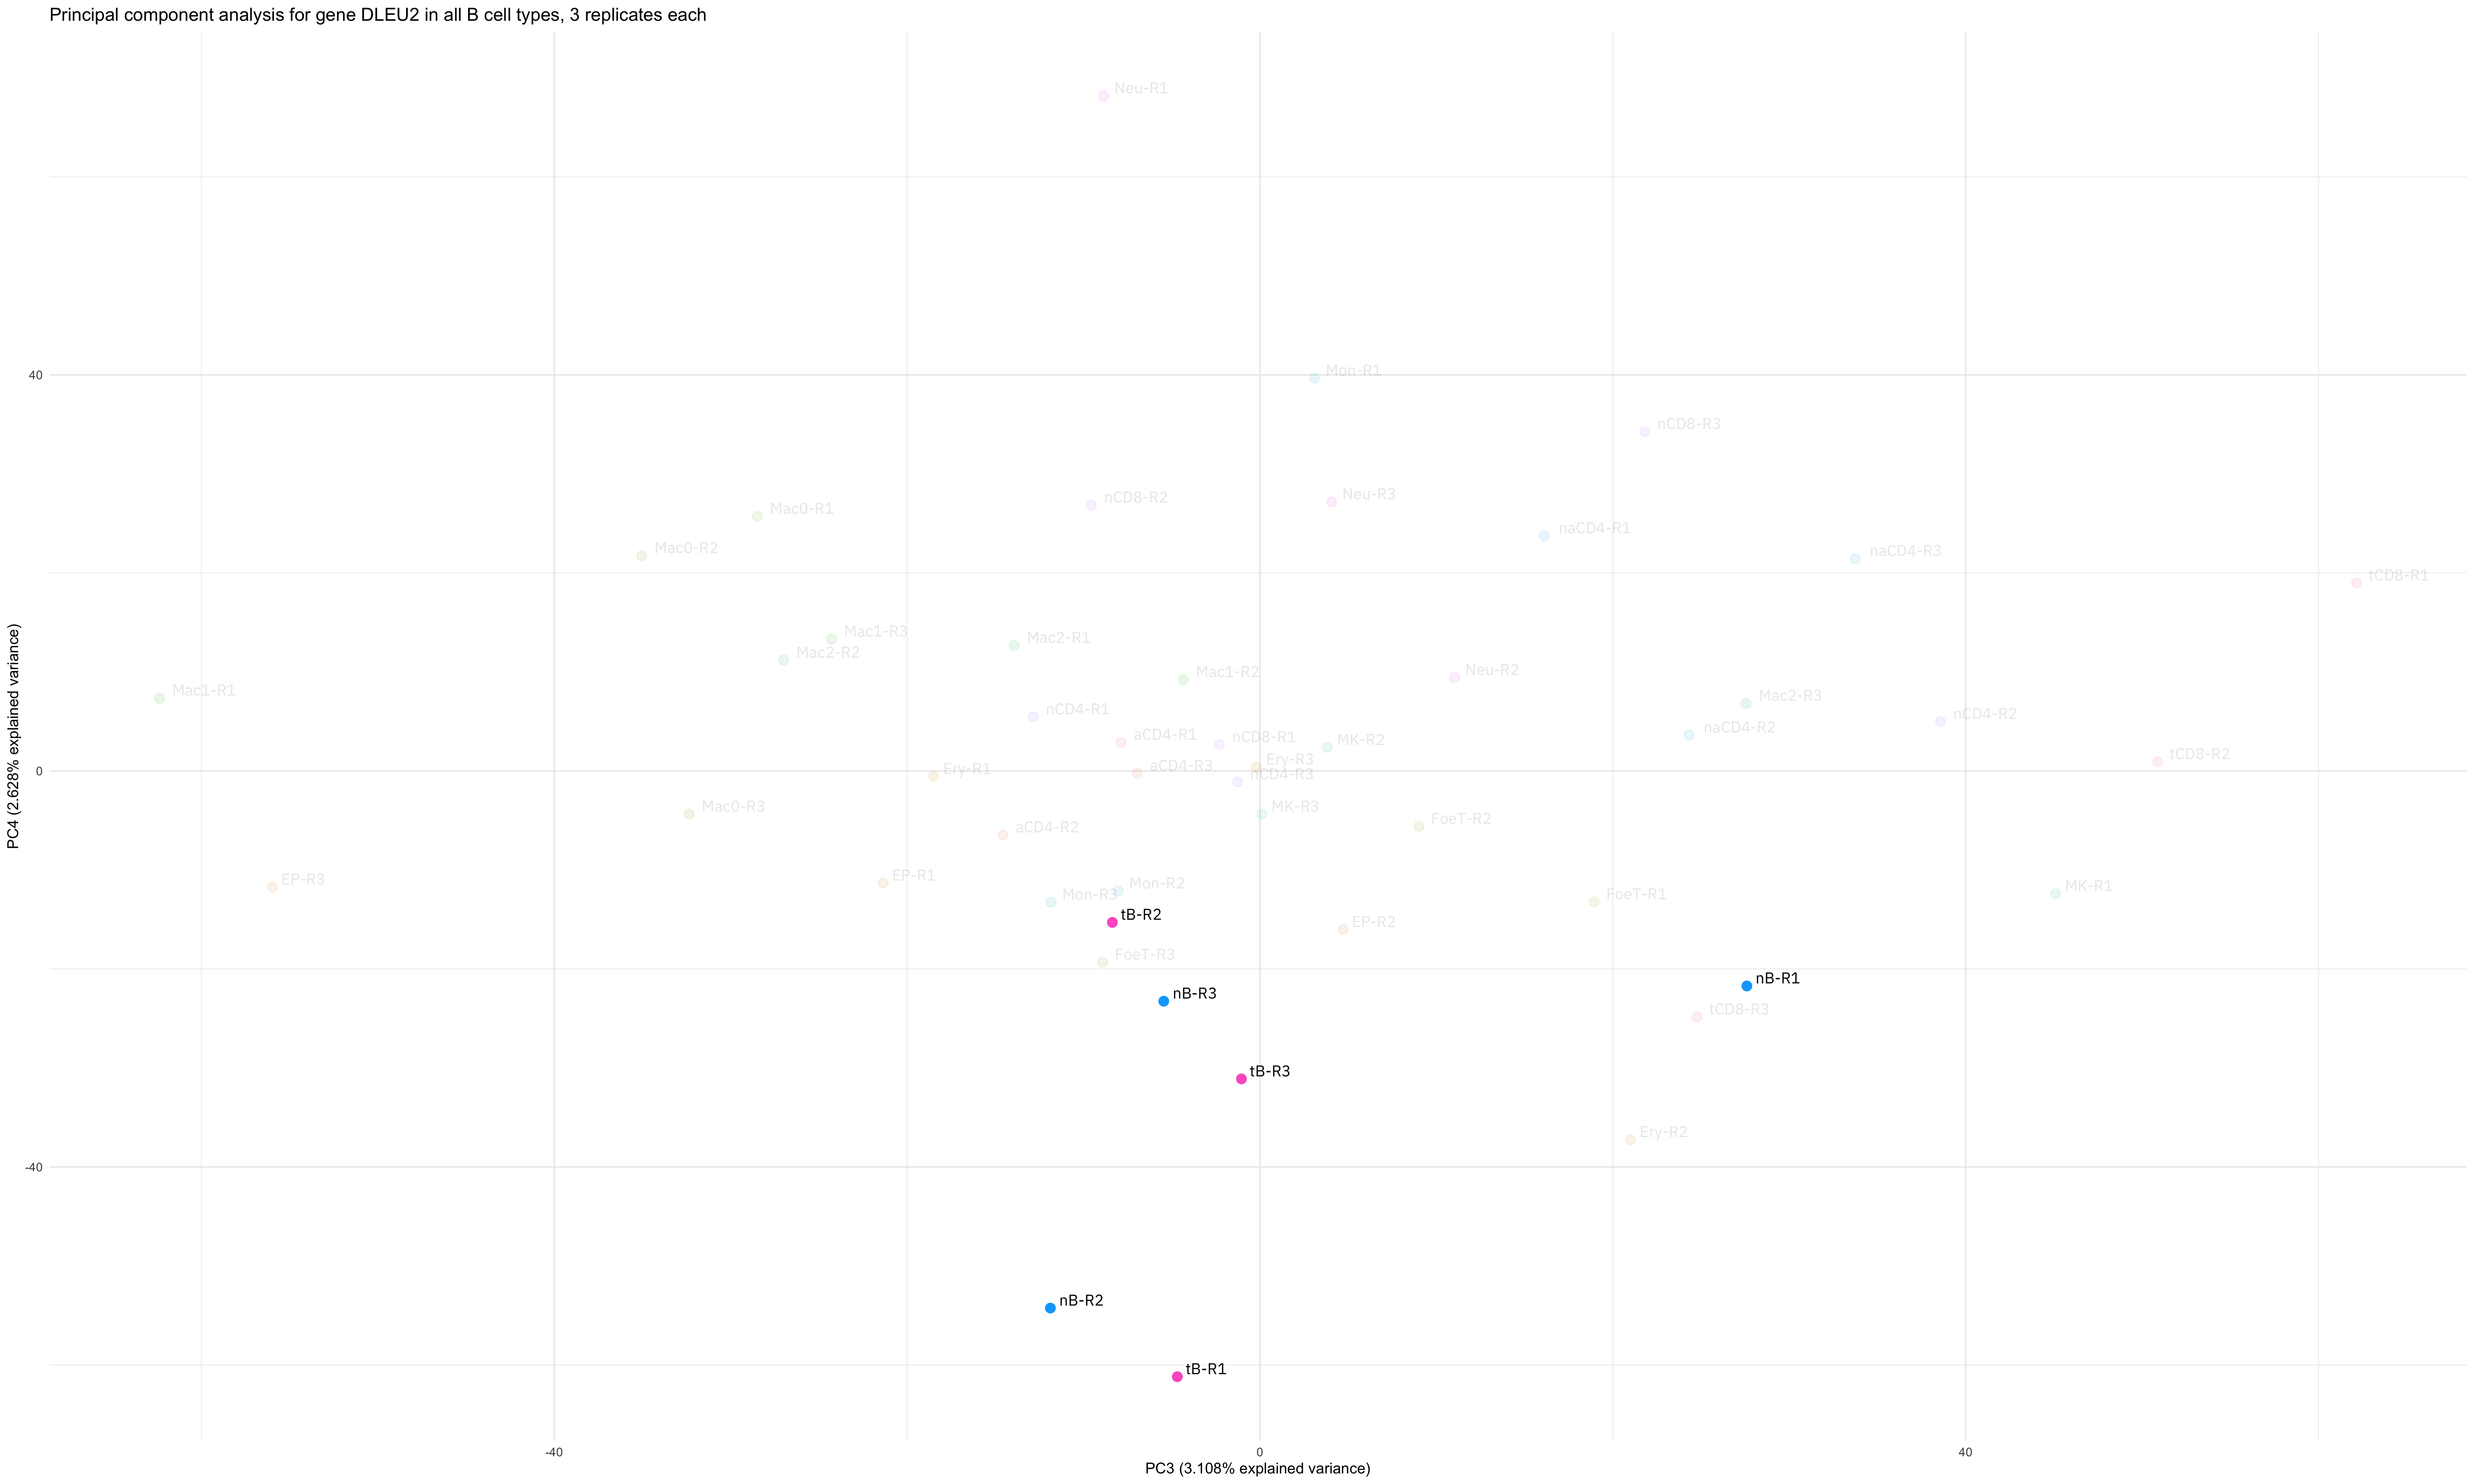 Principal component analysis for gene DLEU2 in all B cell types, 3 replicates each
Neu-R1
40
Mon-R1
nCD8-R3
nCD8-R2
Neu-R3
Mac0-R1
naCD4-R1
Mac0-R2
naCD4-R3
tCD8-R1
Mac1-R3
Mac2-R1
Mac2-R2
Mac1-R2
Neu-R2
Mac1-R1
Mac2-R3
nCD4-R1
nCD4-R2
naCD4-R2
aCD4-R1
nCD8-R1
MK-R2
tCD8-R2
Ery-R3
aCD4-R3
Ery-R1
0
nCD4-R3
Mac0-R3
MK-R3
FoeT-R2
aCD4-R2
EP-R1
EP-R3
Mon-R2
MK-R1
Mon-R3
FoeT-R1
tB-R2
EP-R2
FoeT-R3
nB-R1
nB-R3
tCD8-R3
tB-R3
Ery-R2
-40
nB-R2
tB-R1
PC4 (2.628% explained variance)
-40
0
40
PC3 (3.108% explained variance)